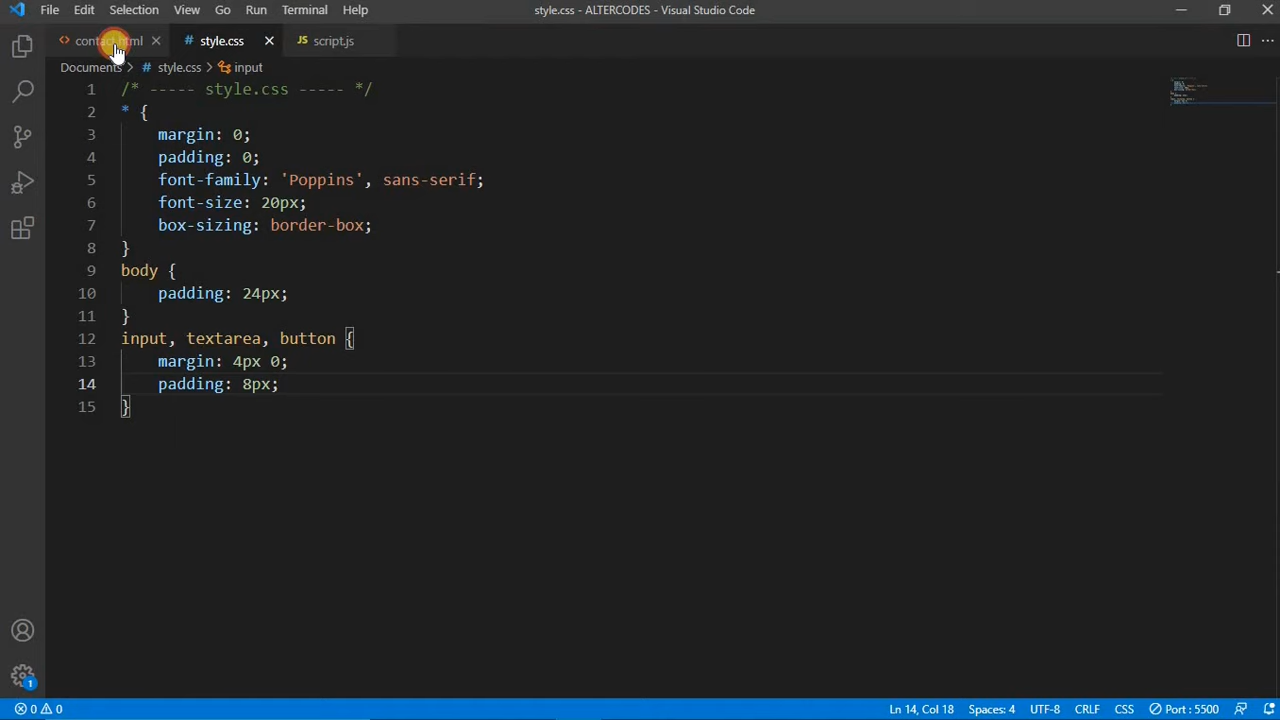 File Edit Selection View Go Run Terminal Help style.css - ALTERCODES - Visual Studio Code
contact.html style.css script.js
Documents > style.css > input
1 /* ----- style.css ----- */
2 * {
3 margin: 0;
4 padding: 0;
5 font-family: 'Poppins', sans-serif;
6 font-size: 20px;
7 box-sizing: border-box;
8 }
9 body {
10 padding: 24px;
11 }
12 input, textarea, button {
13 margin: 4px 0;
14 padding: 8px;
15 }
1
0 0 Ln 14, Col 18 Spaces: 4 UTF-8 CRLF CSS Port : 5500